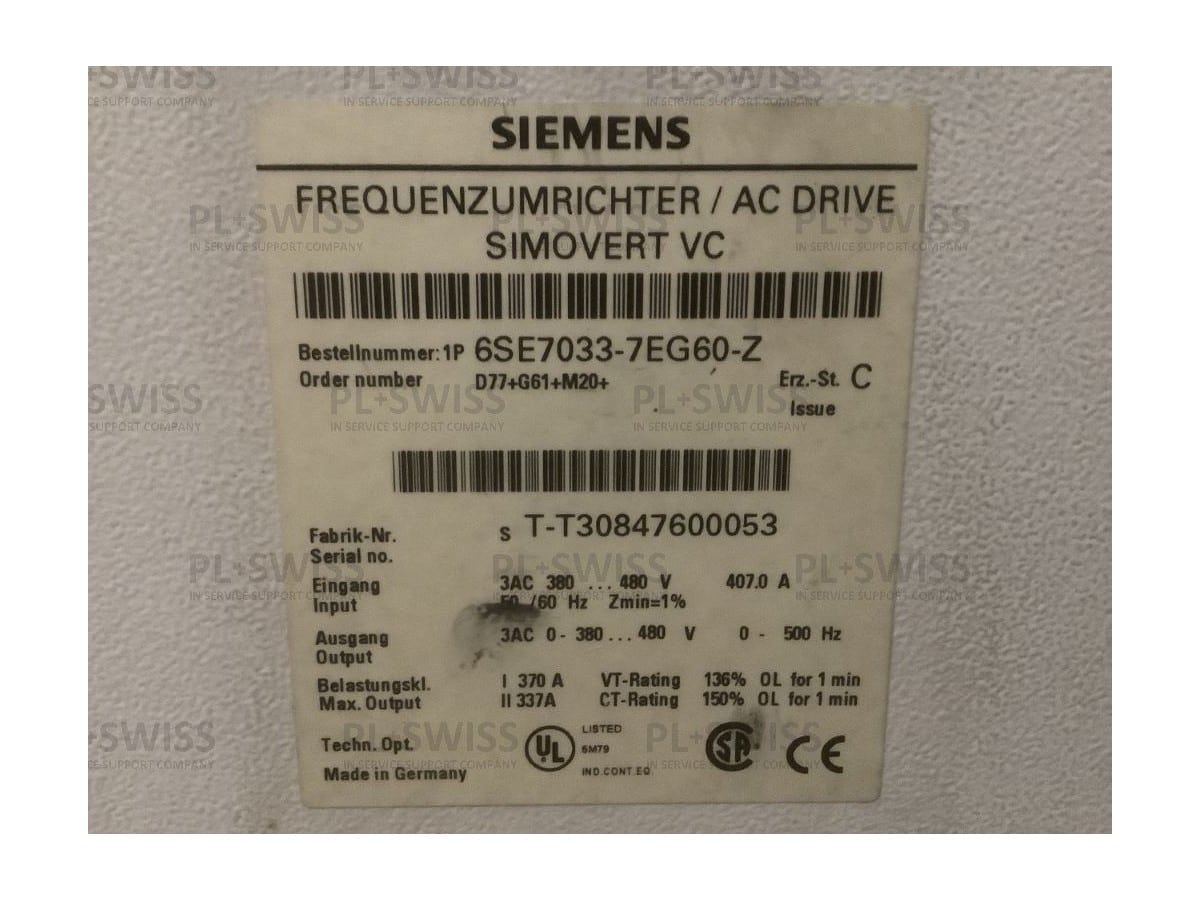 SIEMENS
FREQUENZUMRICHTER / AC DRIVE
SIMOVERT VC
Bestellnummer: 1P 6SE7033-7EG60-Z
Order number D77+G61+M20+ Erz.-St. C
Issue
Fabrik-Nr. S T-T30847600053
Serial no.
Eingang 3AC 380 ... 480 V 407.0 A
Input 50 /60 Hz Zmin=1%
Ausgang 3AC 0 - 380 ... 480 V 0 - 500 Hz
Output
Belastungskl. I 370 A VT-Rating 136% OL for 1 min
Max. Output II 337A CT-Rating 150% OL for 1 min
Techn. Opt. UL LISTED SA CE
5M79
IND.CONT.EQ.
Made in Germany
PL+SWISS
IN SERVICE SUPPORT COMPANY